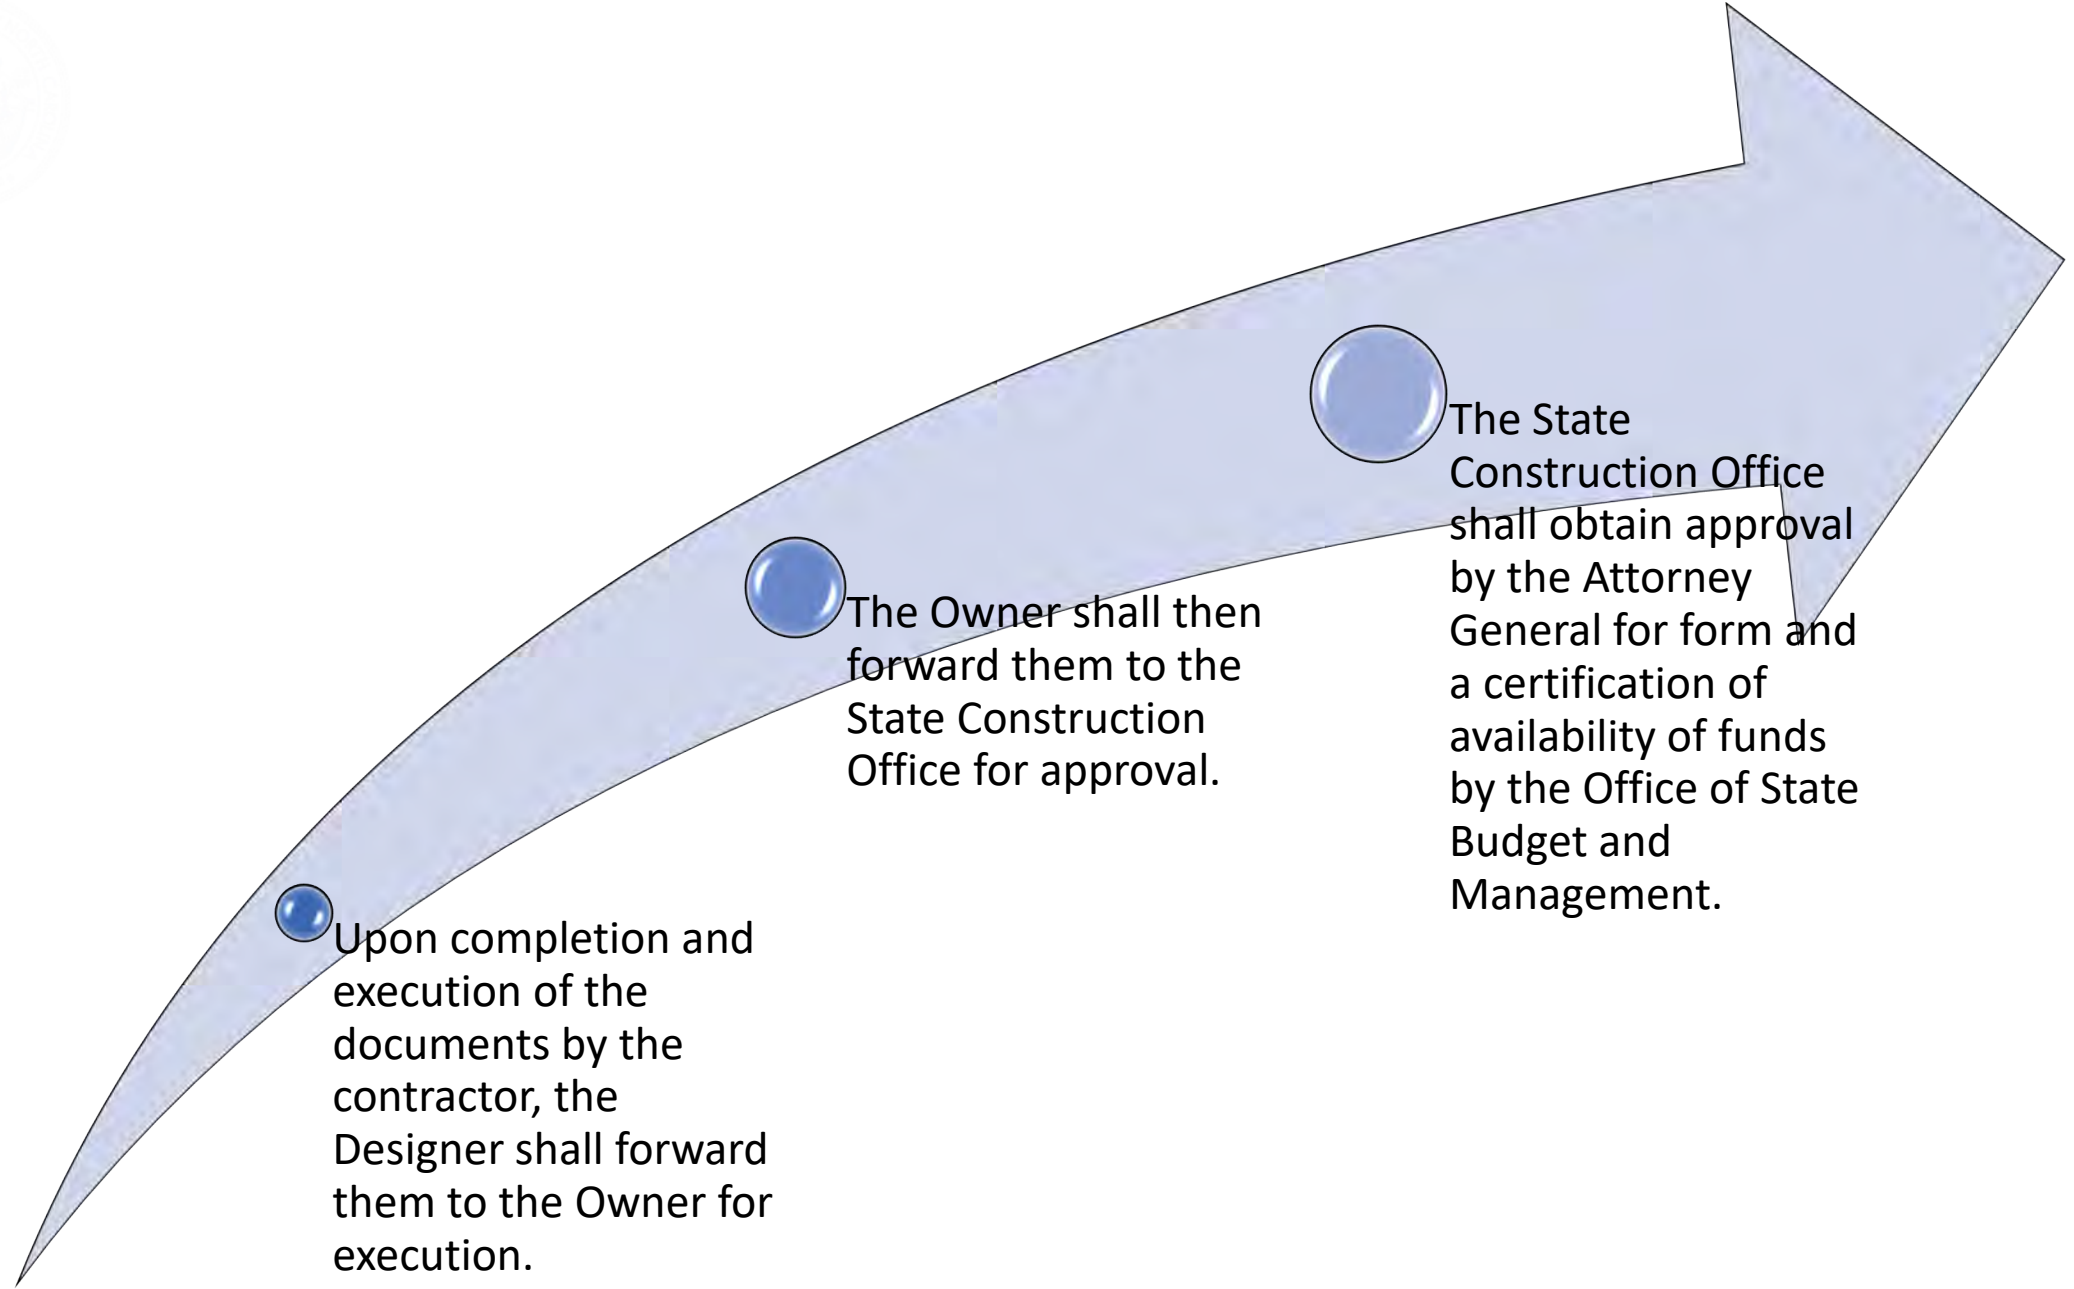 Upon completion and
execution of the
documents by the
contractor, the
Designer shall forward
them to the Owner for
execution.
The Owner shall then
forward them to the
State Construction
Office for approval.
The State
Construction Office
shall obtain approval
by the Attorney
General for form and
a certification of
availability of funds
by the Office of State
Budget and
Management.